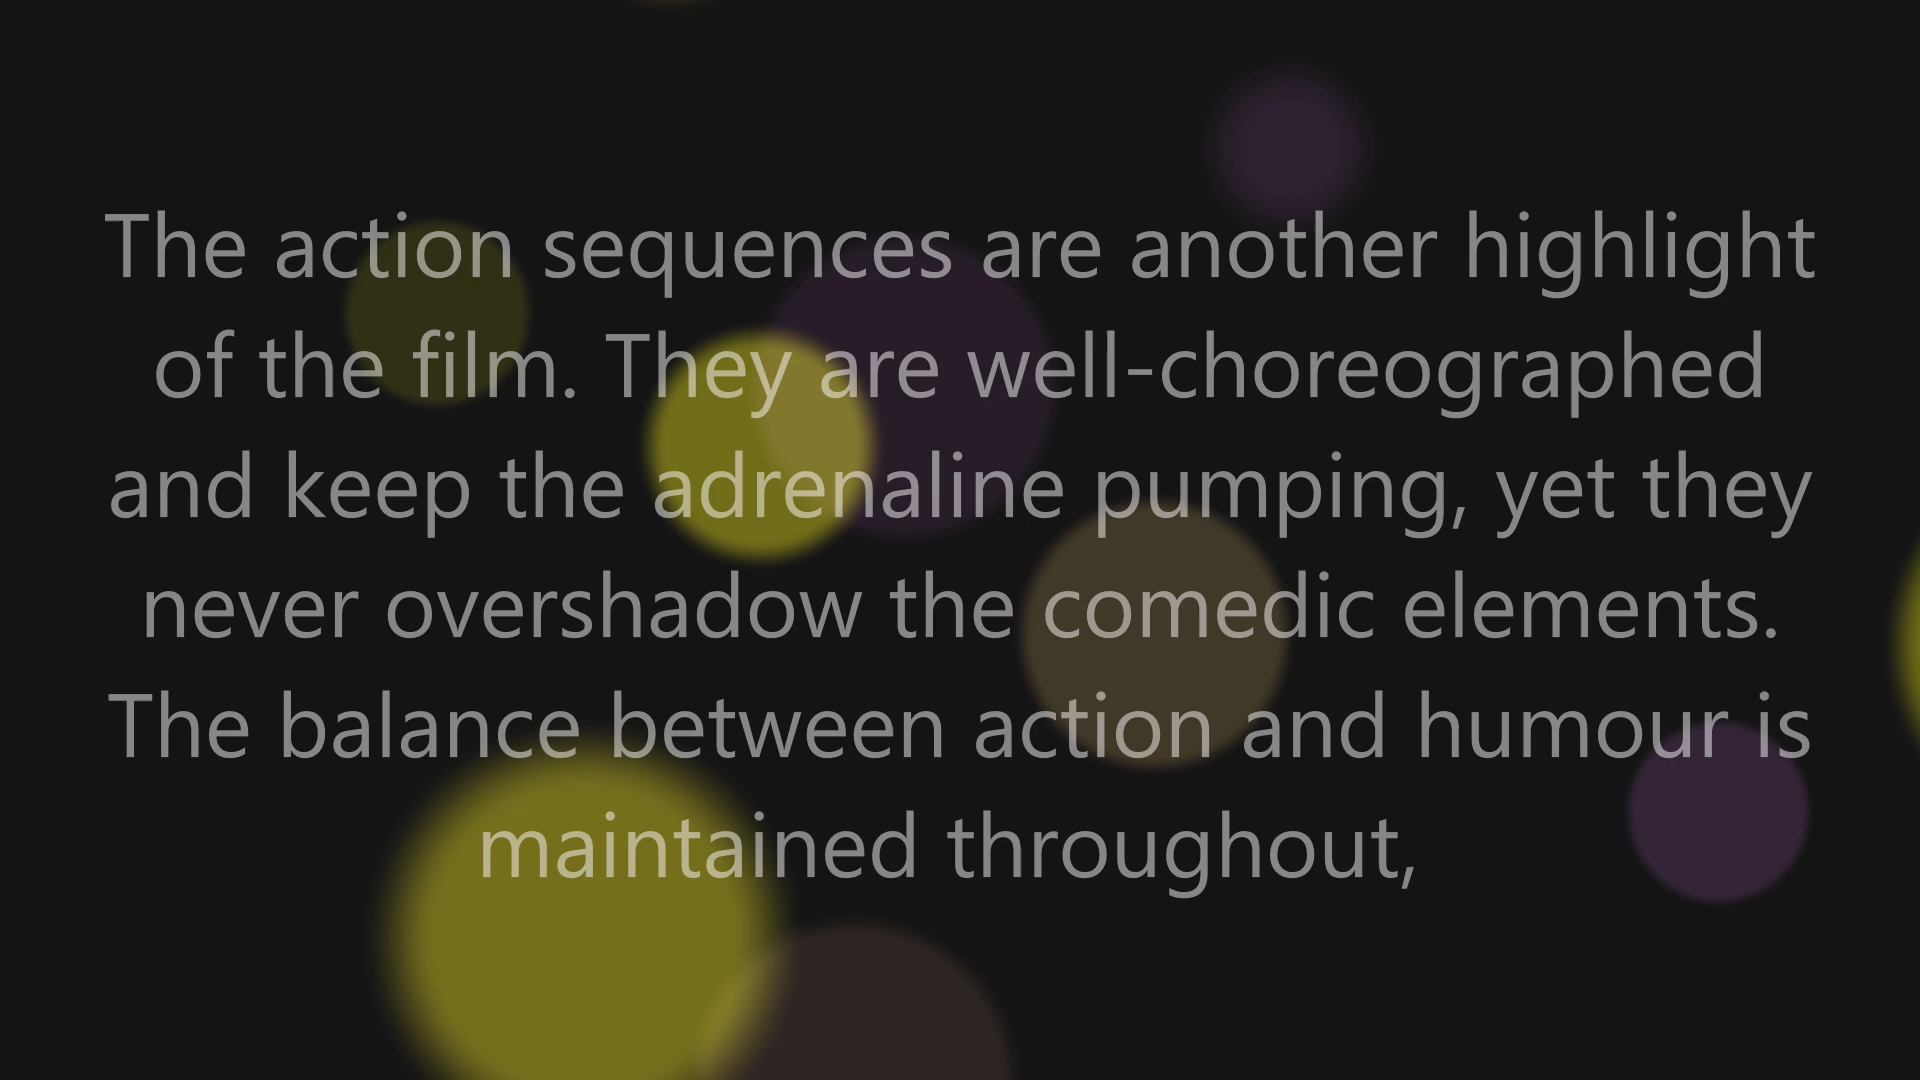 The action sequences are another highlight
of the film. They are well-choreographed
and keep the adrenaline pumping, yet they
never overshadow the comedic elements.
The balance between action and humour is
maintained throughout,